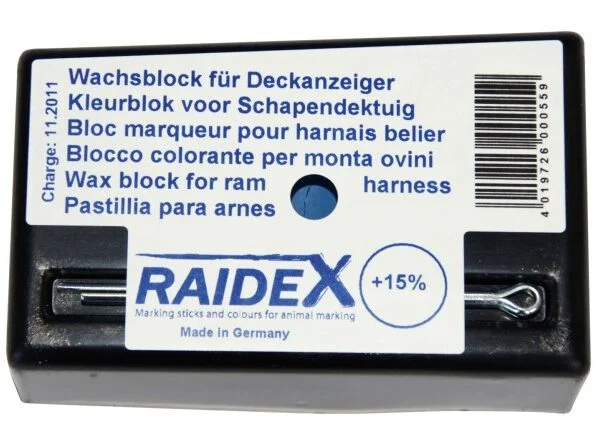 Wachsblock für Deckanzeiger
Kleurblok voor Schapendektuig
Bloc marqueur pour harnais belier
Blocco colorante per monta ovini
Wax block for ram harness
Pastillia para arnes
Charge: 11.2011
4 019726 000559
RAIDEX
+15%
Marking sticks and colours for animal marking
Made in Germany